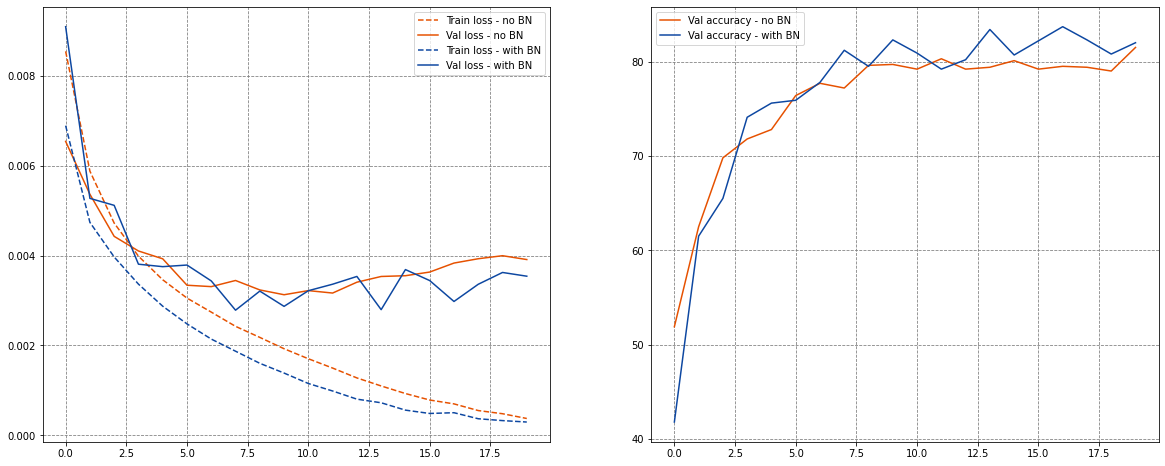 Train loss - no BN
Val loss - no BN
Train loss - with BN
Val loss - with BN
0.008
0.006
0.004
0.002
0.000
0.0 2.5 5.0 7.5 10.0 12.5 15.0 17.5
Val accuracy - no BN
Val accuracy - with BN
80
70
60
50
40
0.0 2.5 5.0 7.5 10.0 12.5 15.0 17.5